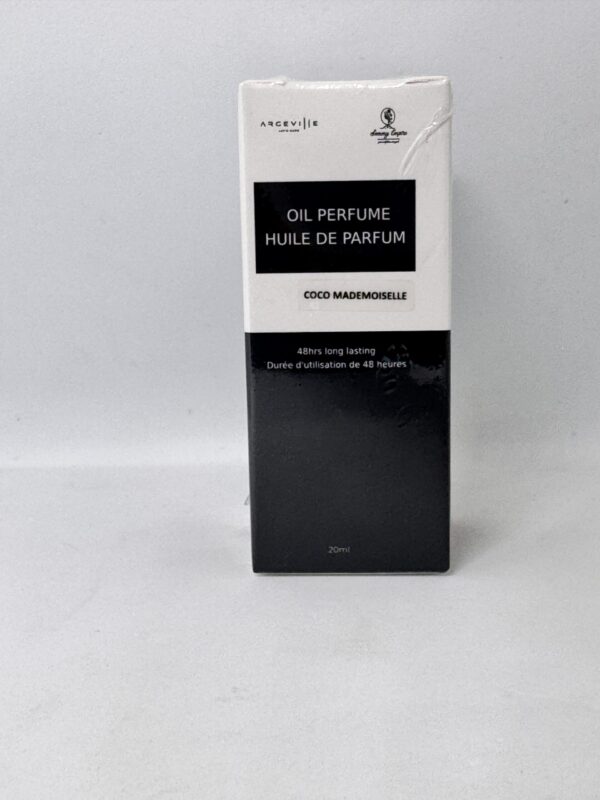 ARGEVILLE
OIL PERFUME
HUILE DE PARFUM
COCO MADEMOISELLE
48hrs long lasting
Durée d'utilisation de 48 heures
20ml